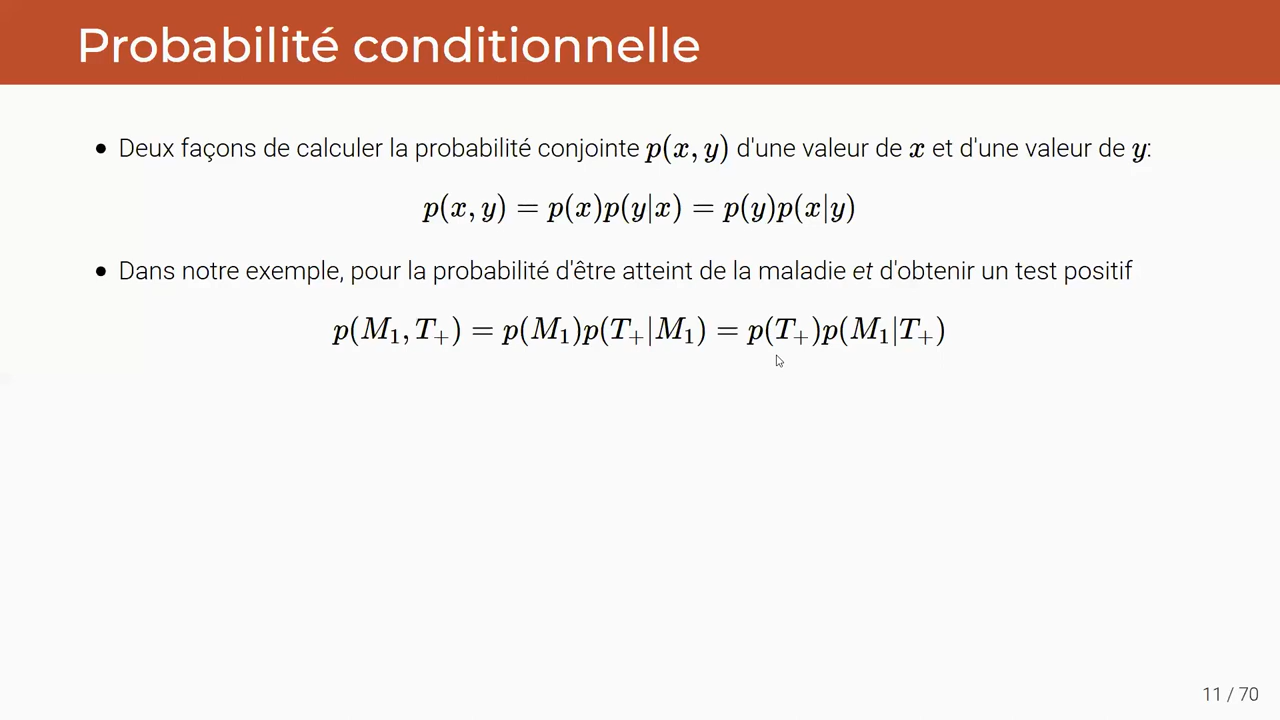 Probabilité conditionnelle
• Deux façons de calculer la probabilité conjointe p(x, y) d'une valeur de x et d'une valeur de y:
p(x, y) = p(x)p(y|x) = p(y)p(x|y)
• Dans notre exemple, pour la probabilité d'être atteint de la maladie et d'obtenir un test positif
p(M₁, T₊) = p(M₁)p(T₊|M₁) = p(T₊)p(M₁|T₊)
11 / 70